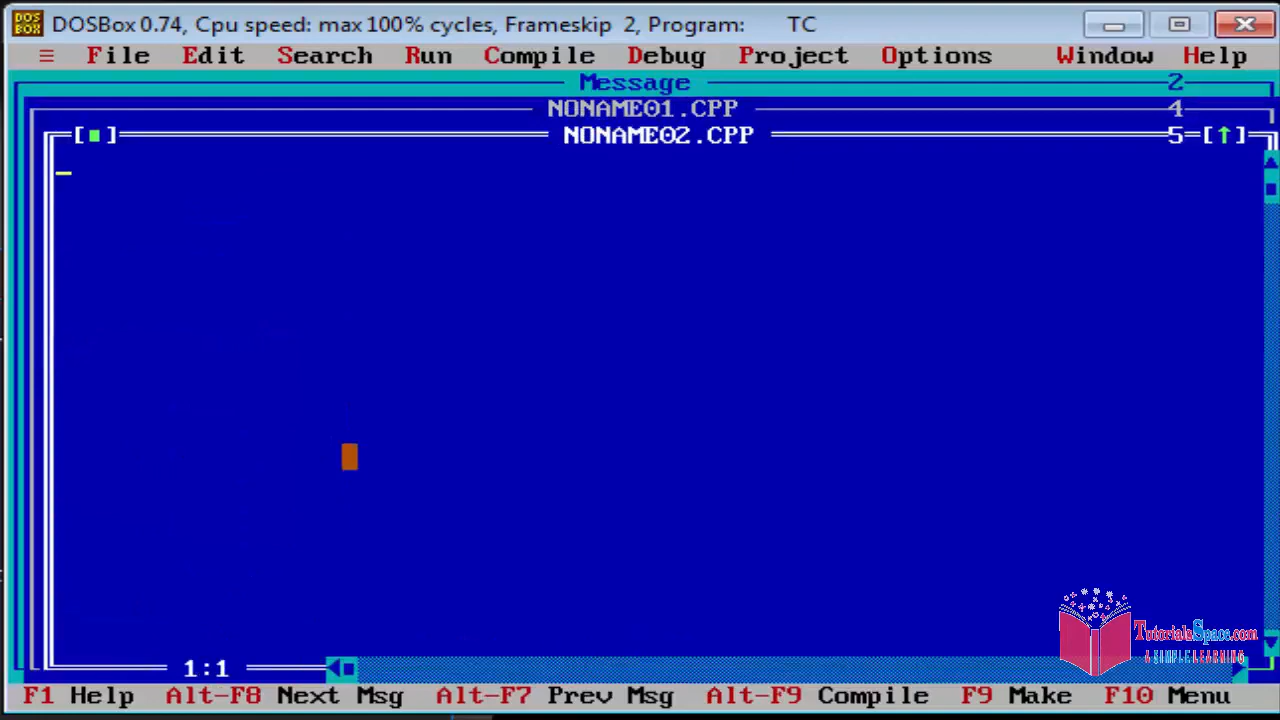 DOS BOX DOSBox 0.74, Cpu speed: max 100% cycles, Frameskip 2, Program: TC
≡ File Edit Search Run Compile Debug Project Options Window Help
Message 2
NONAME01.CPP 4
[■] NONAME02.CPP 5=[↑]
1:1
TutorialsSpace.com
A SIMPLE LEARNING
F1 Help Alt-F8 Next Msg Alt-F7 Prev Msg Alt-F9 Compile F9 Make F10 Menu